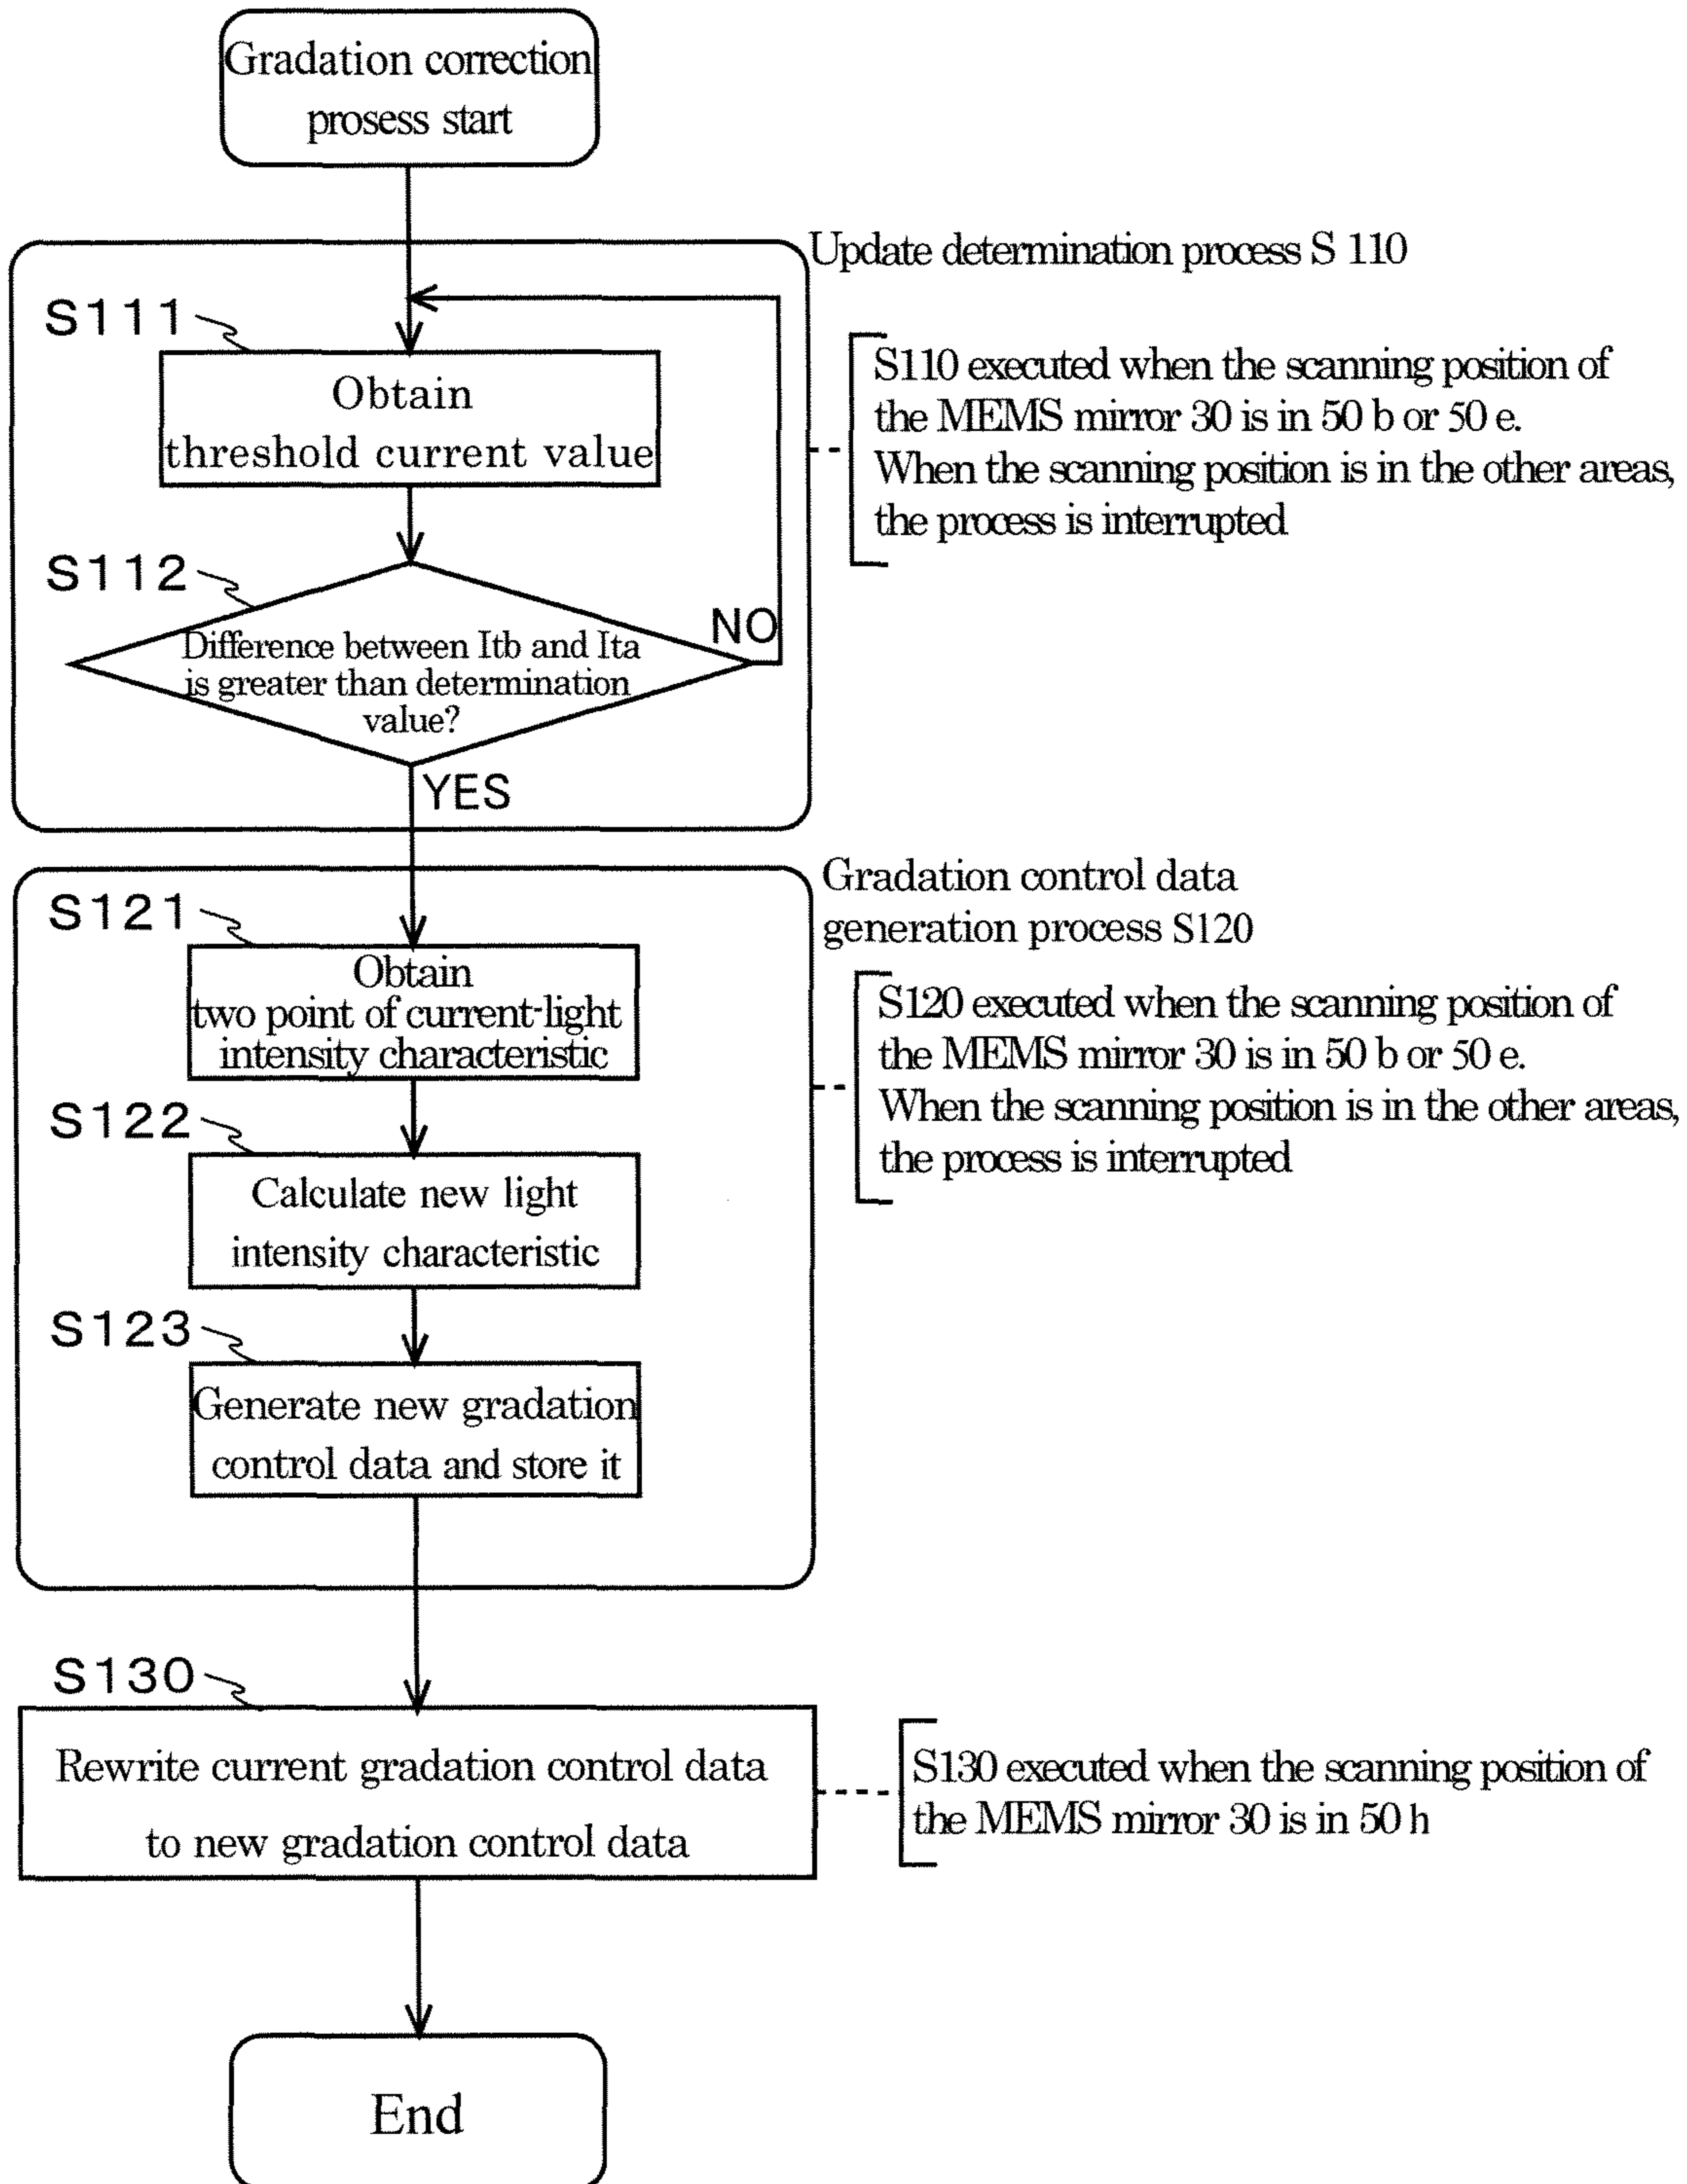 Gradation correction
prosess start
Update determination process S 110
S111
Obtain
threshold current value
S110 executed when the scanning position of
the MEMS mirror 30 is in 50 b or 50 e.
When the scanning position is in the other areas,
the process is interrupted
S112
NO
Difference between Itb and Ita
is greater than determination
value?
YES
Gradation control data
generation process S120
S121
Obtain
two point of current-light
intensity characteristic
S120 executed when the scanning position of
the MEMS mirror 30 is in 50 b or 50 e.
When the scanning position is in the other areas,
the process is interrupted
S122
Calculate new light
intensity characteristic
S123
Generate new gradation
control data and store it
S130
Rewrite current gradation control data
to new gradation control data
S130 executed when the scanning position of
the MEMS mirror 30 is in 50 h
End